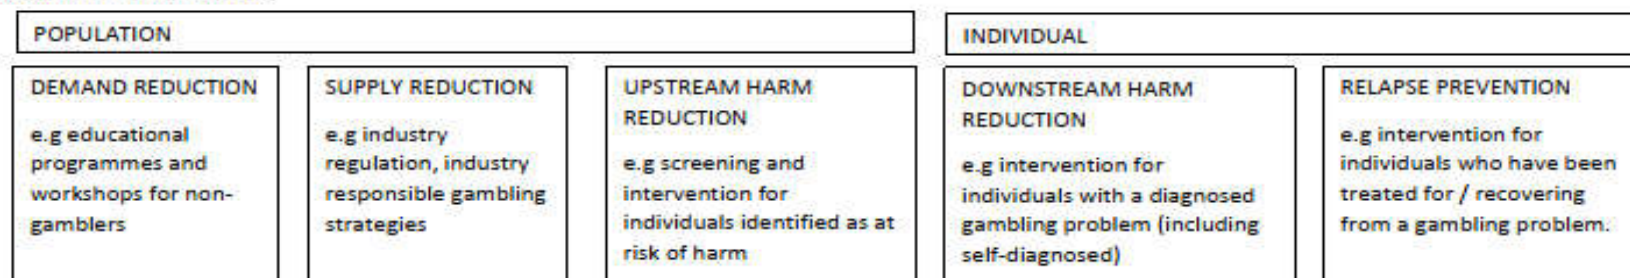 POPULATION
INDIVIDUAL
DEMAND REDUCTION
e.g educational
programmes and
workshops for non-
gamblers
SUPPLY REDUCTION
e.g industry
regulation, industry
responsible gambling
strategies
UPSTREAM HARM
REDUCTION
e.g screening and
intervention for
individuals identified as at
risk of harm
DOWNSTREAM HARM
REDUCTION
e.g intervention for
individuals with a diagnosed
gambling problem (including
self-diagnosed)
RELAPSE PREVENTION
e.g intervention for
individuals who have been
treated for / recovering
from a gambling problem.